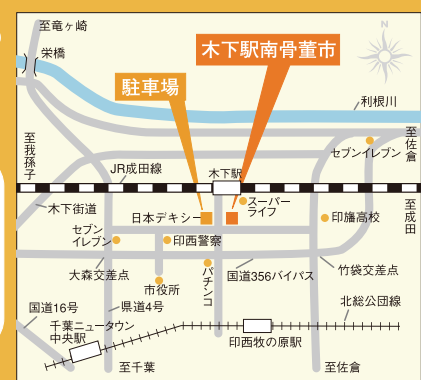 至竜ヶ崎
N
栄橋
木下駅南骨董市
駐車場
利根川
至我孫子
至佐倉
セブンイレブン
JR成田線
木下駅
木下街道
日本デキシー
スーパー
ライフ
至成田
印旛高校
セブン
イレブン
印西警察
大森交差点
市役所
パチンコ
国道356バイパス
竹袋交差点
国道16号
県道4号
北総公団線
千葉ニュータウン
中央駅
印西牧の原駅
至千葉
至佐倉